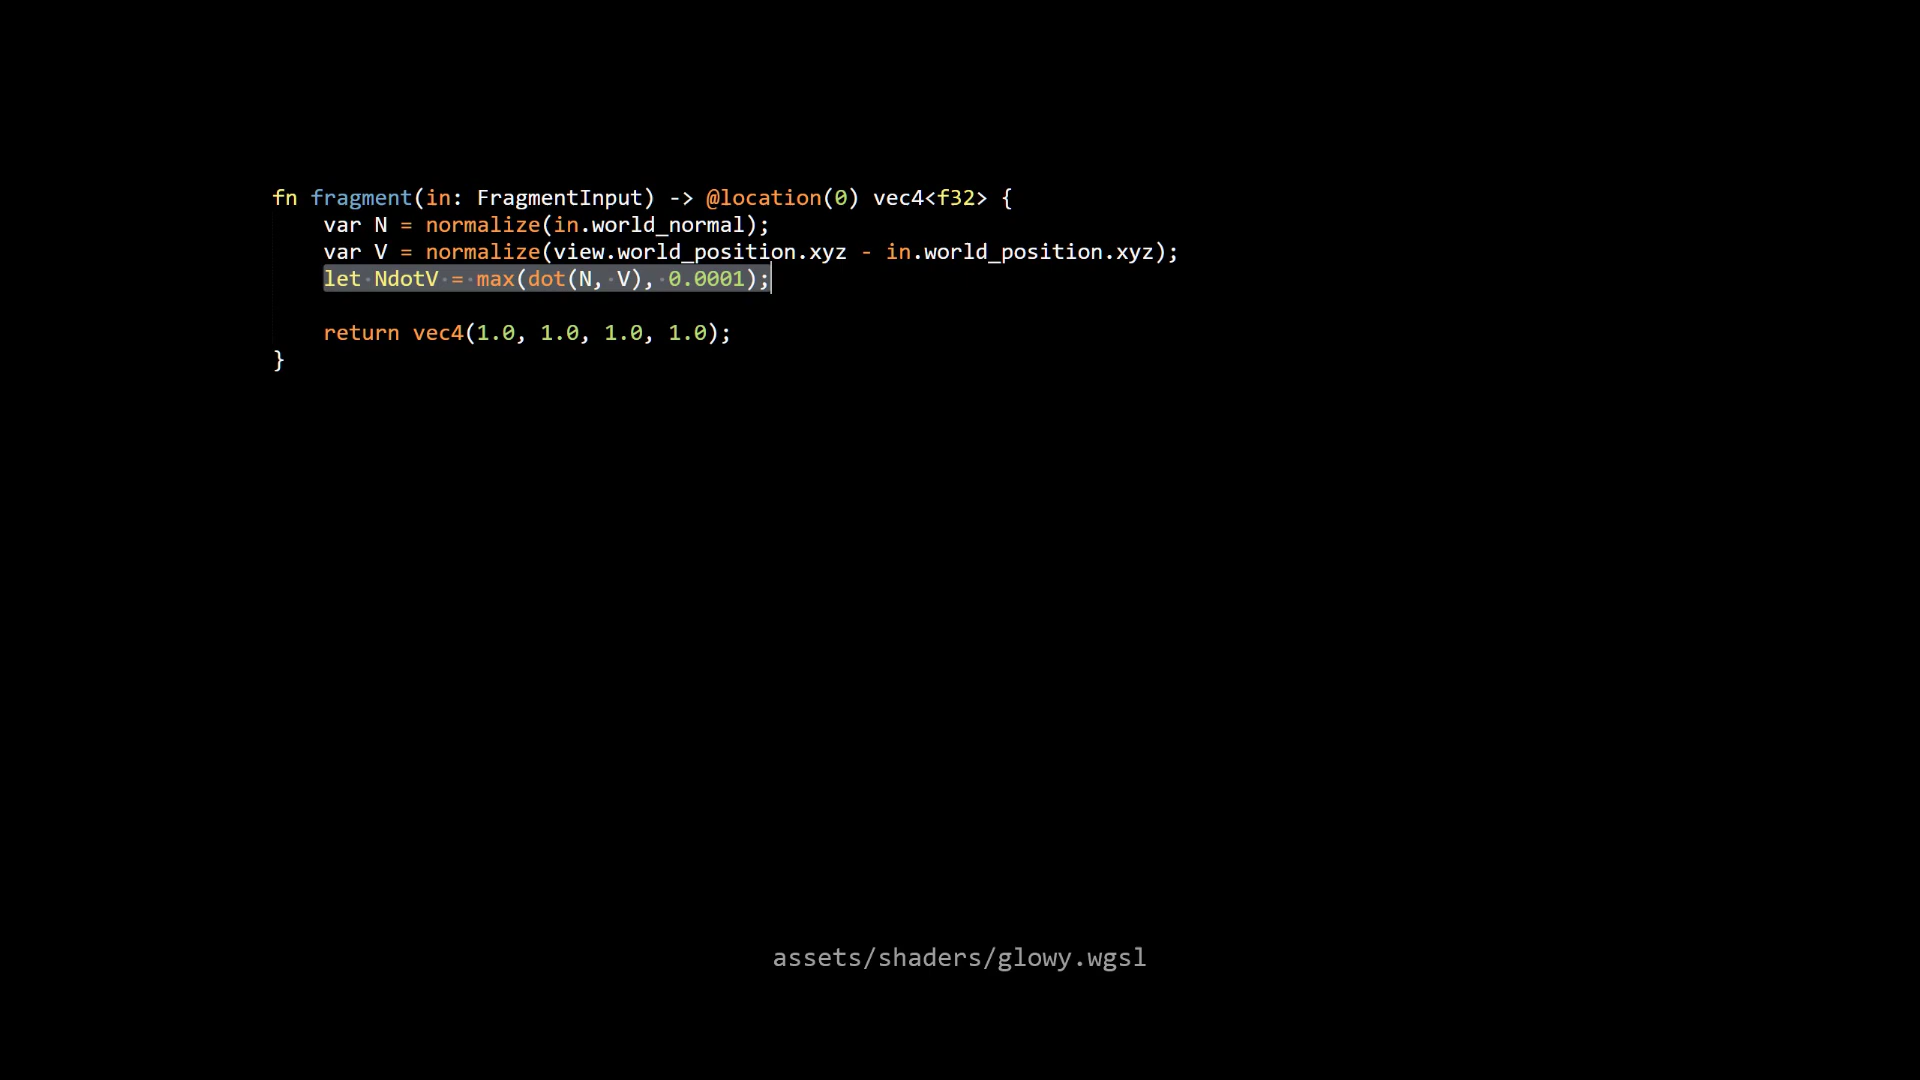 fn fragment(in: FragmentInput) -> @location(0) vec4<f32> {
    var N = normalize(in.world_normal);
    var V = normalize(view.world_position.xyz - in.world_position.xyz);
    let NdotV = max(dot(N, V), 0.0001);
    return vec4(1.0, 1.0, 1.0, 1.0);
}
assets/shaders/glowy.wgsl